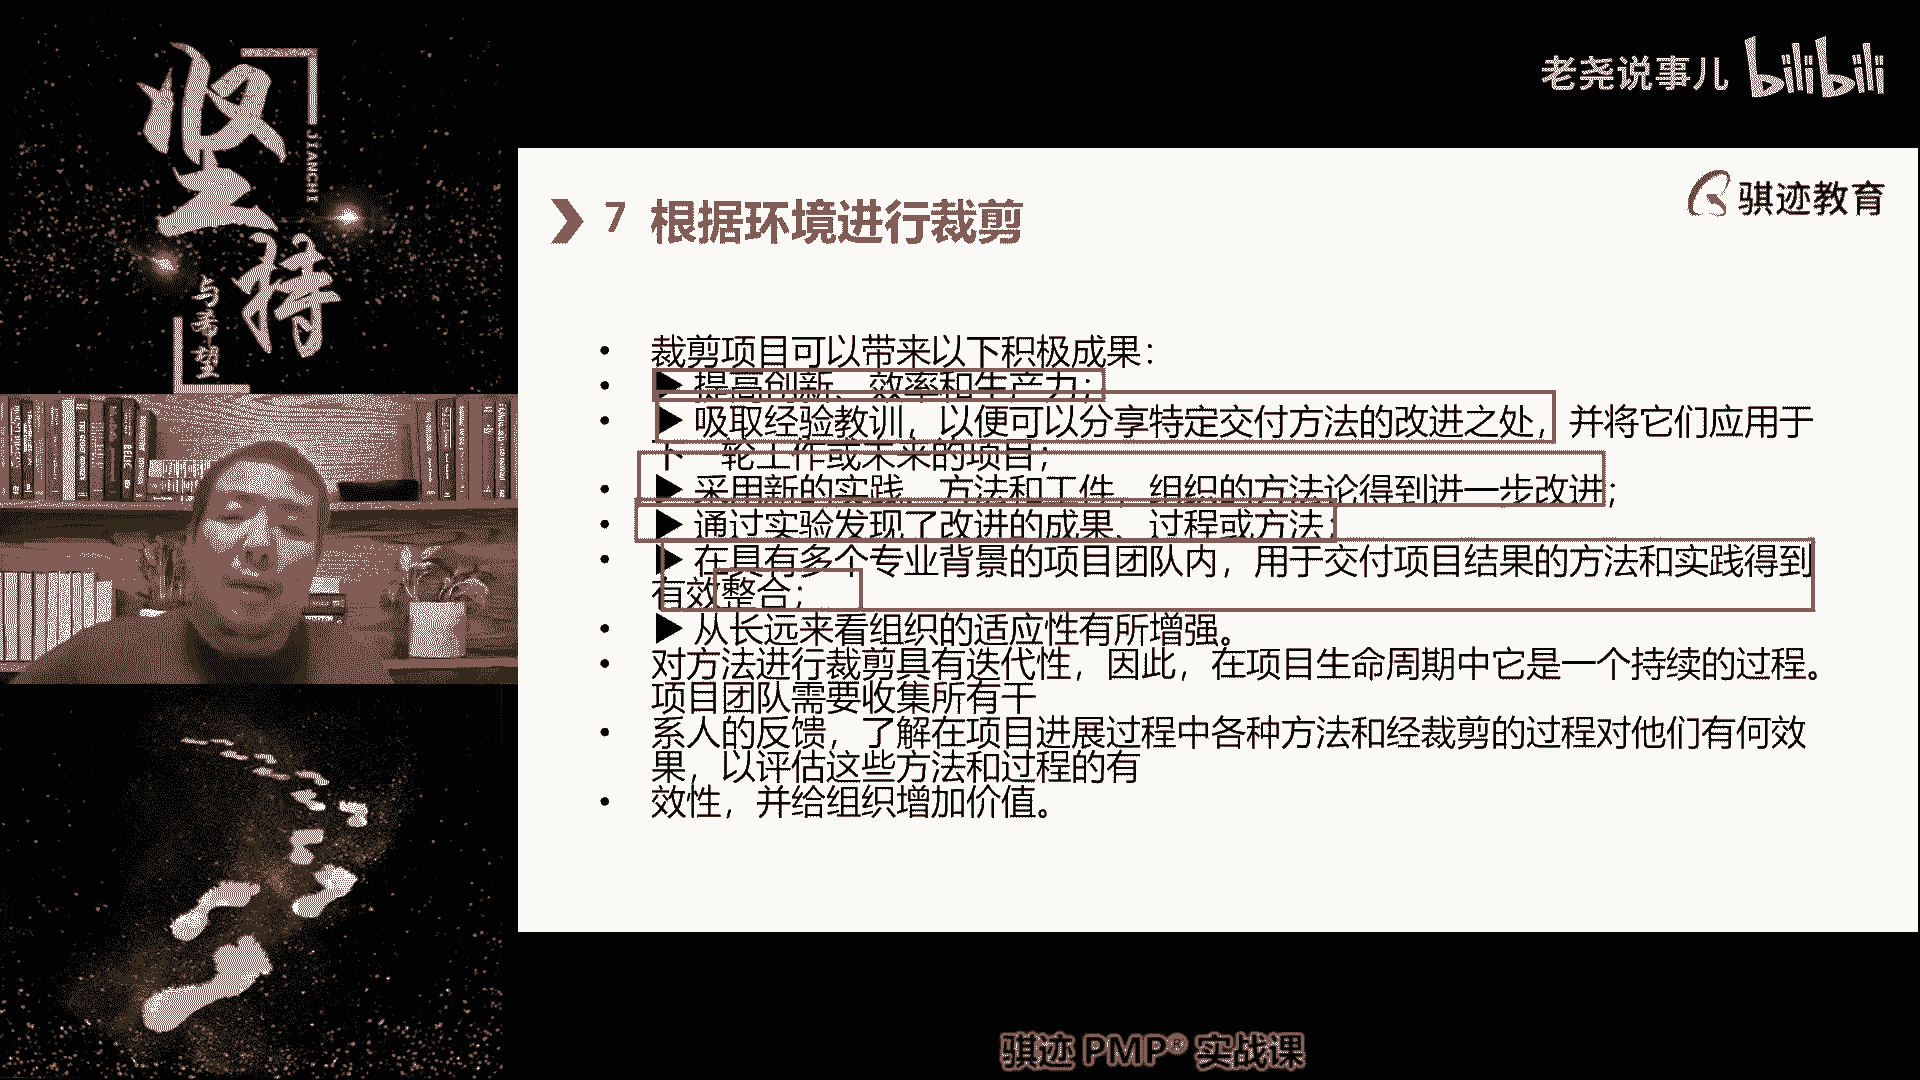 坚持
JIANCHI
与希望
老尧说事儿 bilibili
骐迹教育
7 根据环境进行裁剪
• 裁剪项目可以带来以下积极成果：
• ▶ 提高创新、效率和生产力；
• ▶ 吸取经验教训，以便可以分享特定交付方法的改进之处，并将它们应用于
下一轮工作或未来的项目；
• ▶ 采用新的实践、方法和工件，组织的方法论得到进一步改进；
• ▶ 通过实验发现了改进的成果、过程或方法；
• ▶ 在具有多个专业背景的项目团队内，用于交付项目结果的方法和实践得到
有效整合；
• ▶ 从长远来看组织的适应性有所增强。
• 对方法进行裁剪具有迭代性，因此，在项目生命周期中它是一个持续的过程。
项目团队需要收集所有干
• 系人的反馈，了解在项目进展过程中各种方法和经裁剪的过程对他们有何效
果，以评估这些方法和过程的有
• 效性，并给组织增加价值。
骐迹 PMP® 实战课